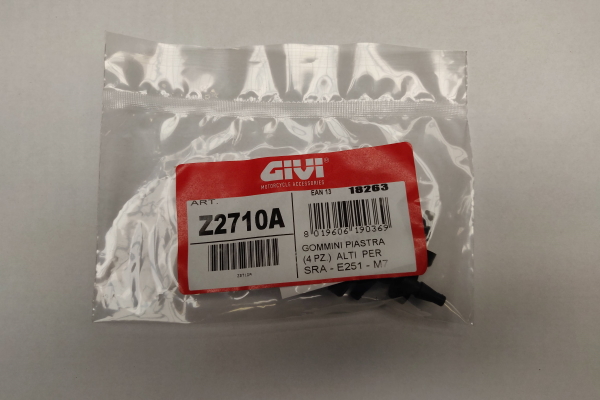 GIVI
MOTORCYCLE ACCESSORIES
ART.
Z2710A
EAN 13
18263
8 019606 190369
GOMMINI PIASTRA
(4 PZ.) ALTI PER
SRA - E251 - M7